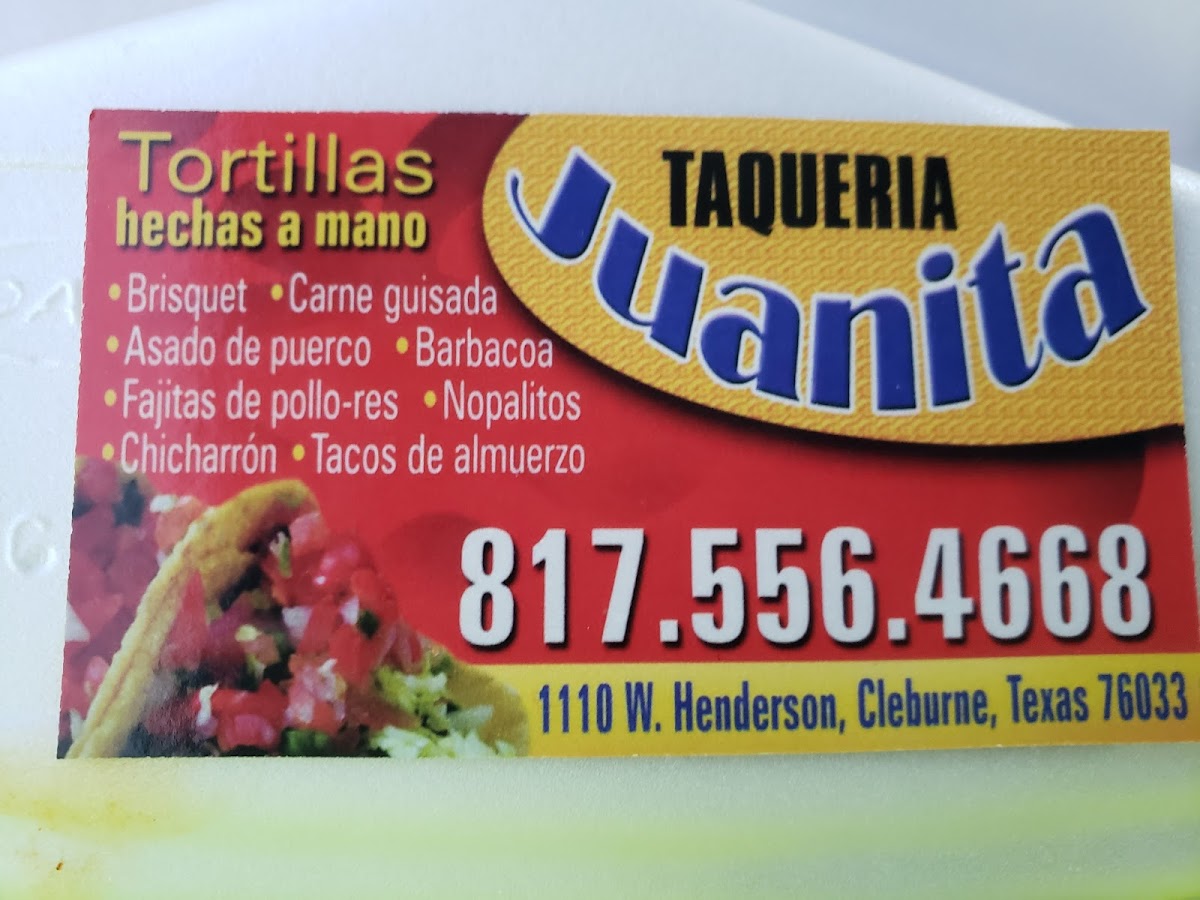 Tortillas
hechas a mano
•Brisquet •Carne guisada
•Asado de puerco •Barbacoa
•Fajitas de pollo-res •Nopalitos
•Chicharrón •Tacos de almuerzo
TAQUERIA
Juanita
817.556.4668
1110 W. Henderson, Cleburne, Texas 76033